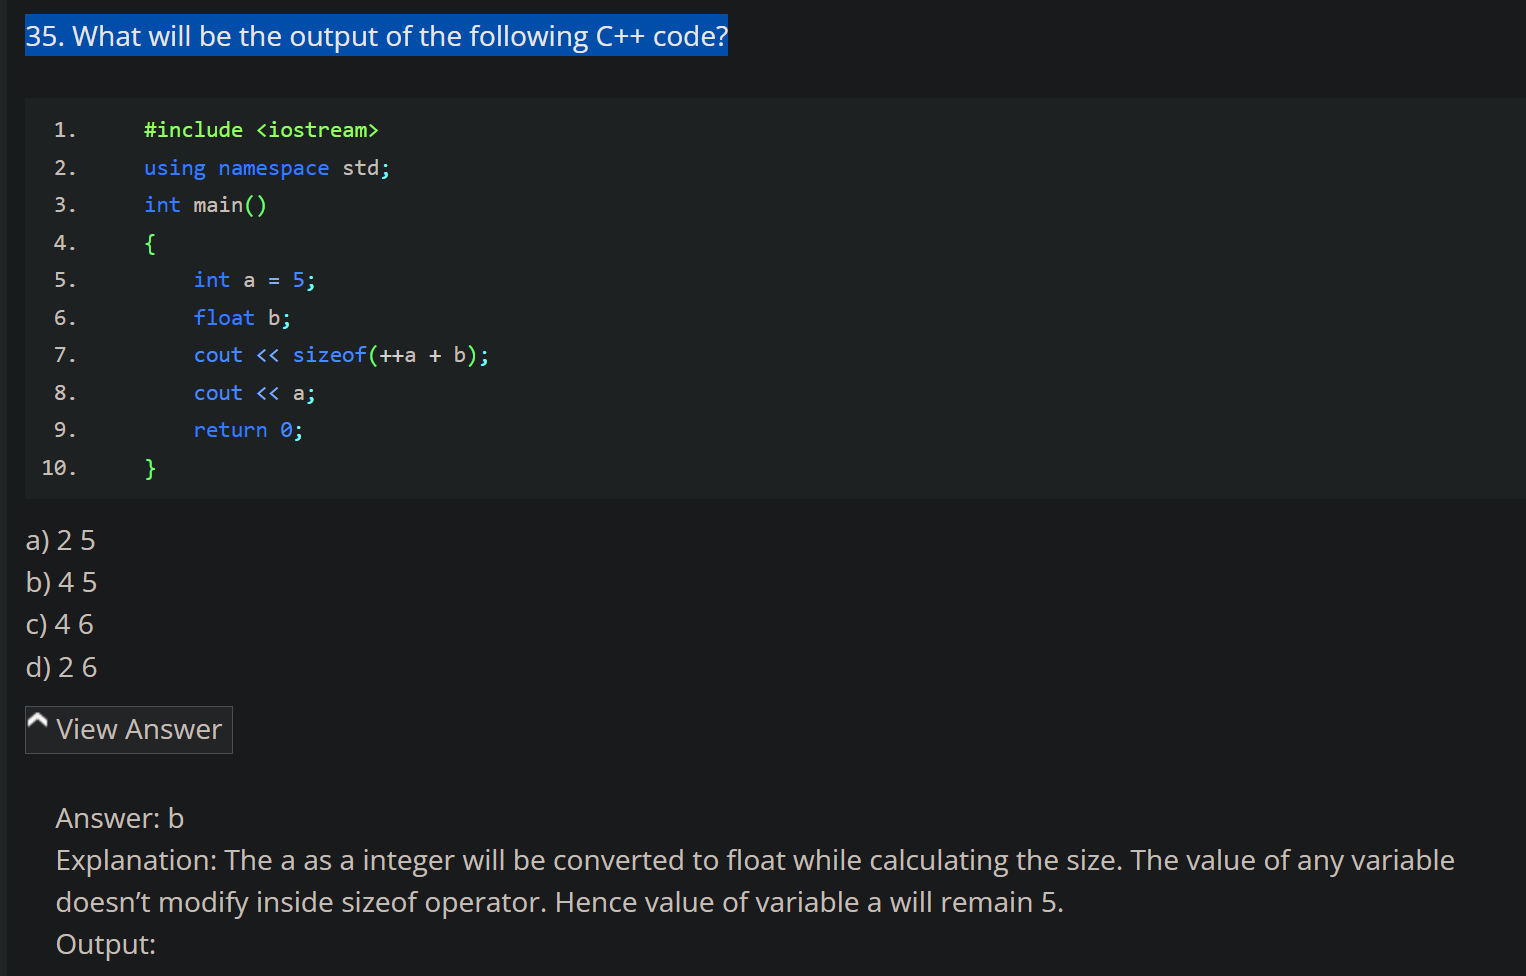 35. What will be the output of the following C++ code?
1. #include <iostream>
2. using namespace std;
3. int main()
4. {
5. int a = 5;
6. float b;
7. cout << sizeof(++a + b);
8. cout << a;
9. return 0;
10. }
a) 2 5
b) 4 5
c) 4 6
d) 2 6
View Answer
Answer: b
Explanation: The a as a integer will be converted to float while calculating the size. The value of any variable
doesn’t modify inside sizeof operator. Hence value of variable a will remain 5.
Output: